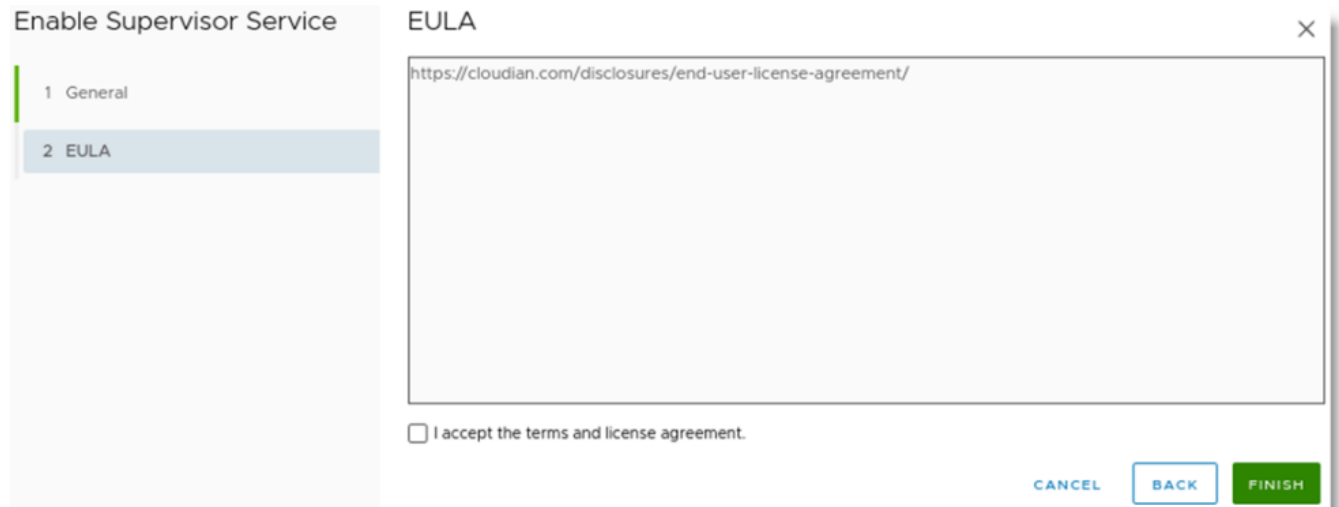 Enable Supervisor Service
1 General
2 EULA
EULA
https://cloudian.com/disclosures/end-user-license-agreement/
I accept the terms and license agreement.
CANCEL
BACK
FINISH